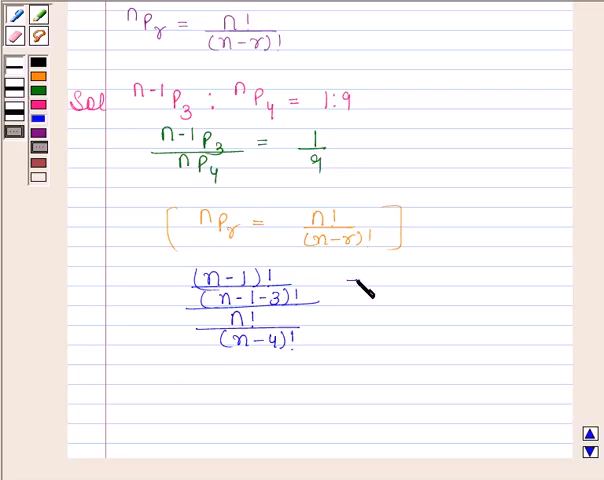 nPr = n! / (n-r)!
Sol n-1P3 : nP4 = 1:9
n-1P3 / nP4 = 1 / 9
[ nPr = n! / (n-r)! ]
(n-1)! / (n-1-3)!
n! / (n-4)!